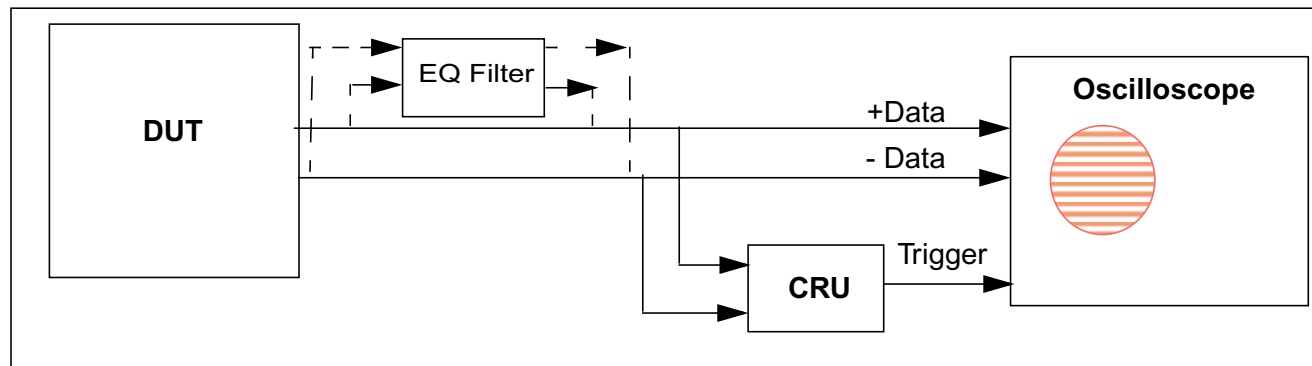 EQ Filter
Oscilloscope
DUT
+Data
- Data
Trigger
CRU